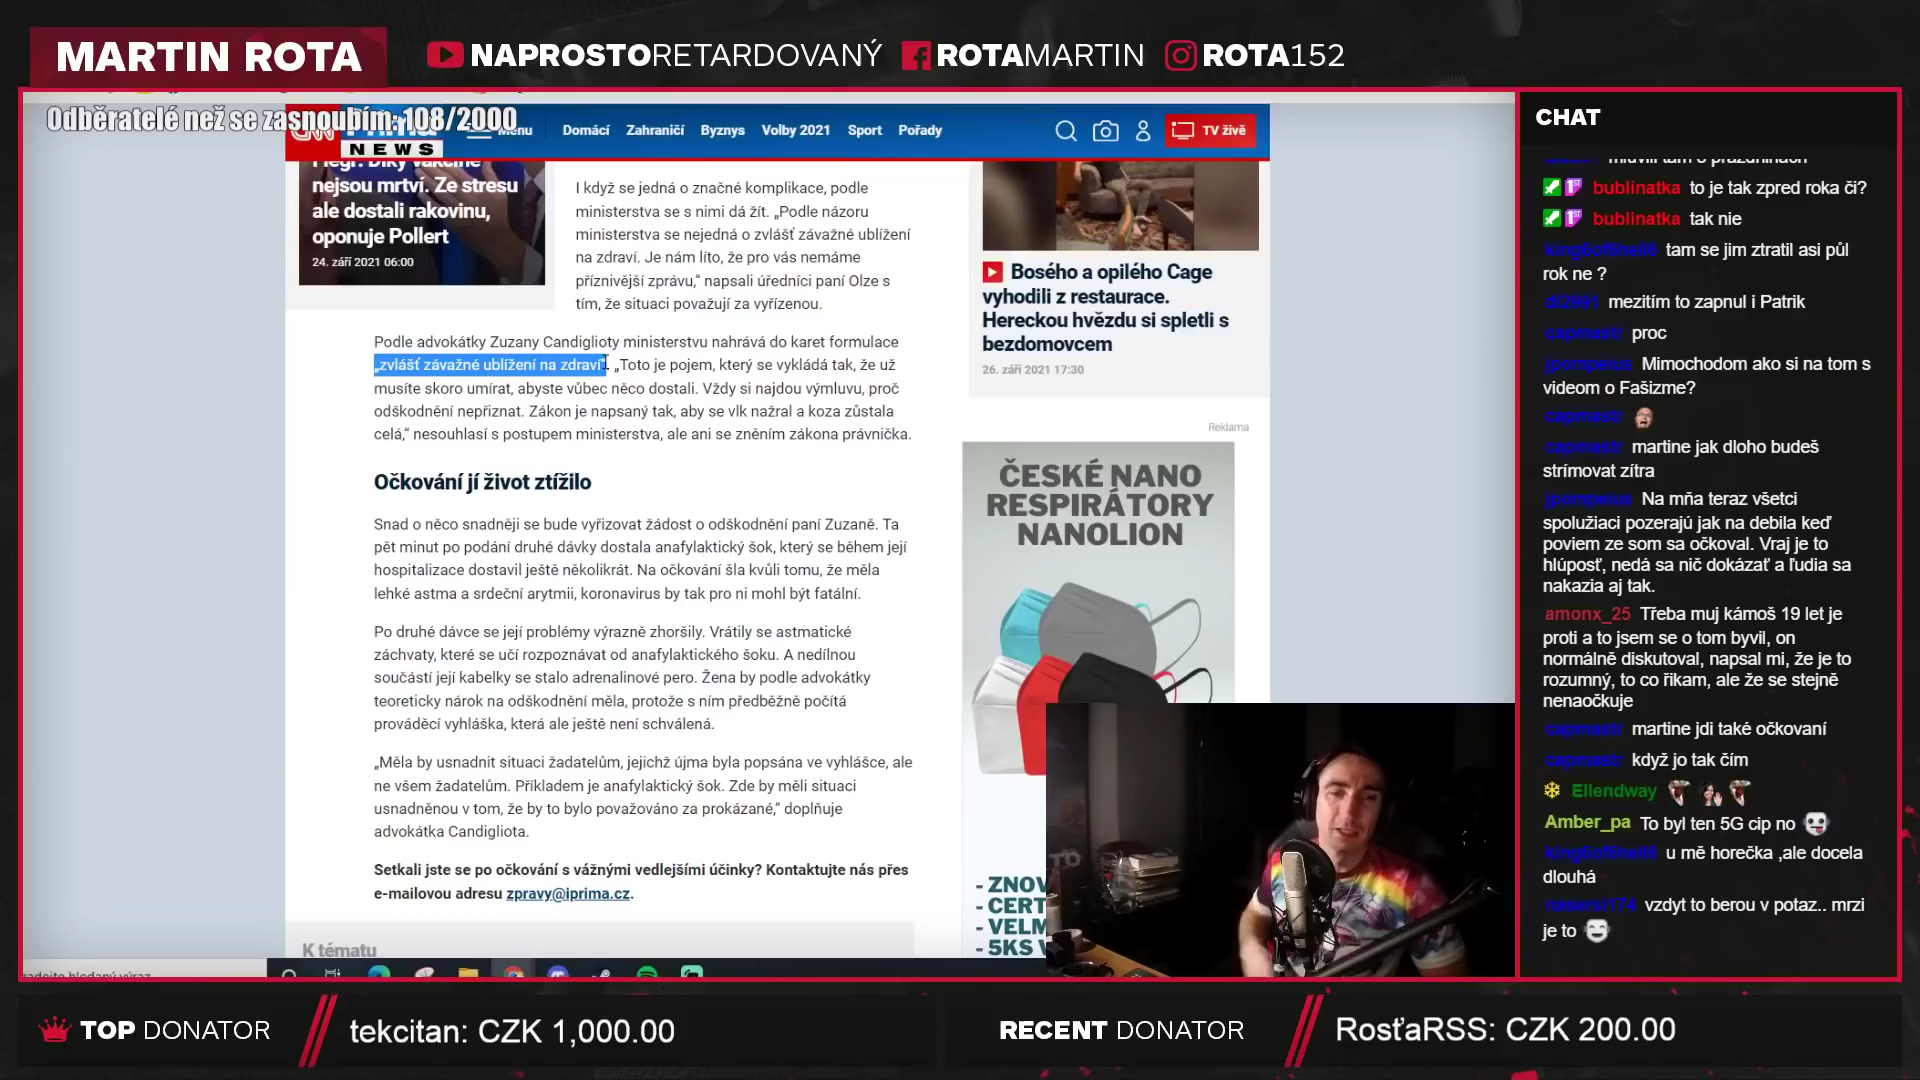 MARTIN ROTA
NAPROSTORETARDOVANÝ
ROTAMARTIN
ROTA152
Odběratelé než se zasnoubím: 108/2000
NEWS
Menu
Domácí
Zahraničí
Byznys
Volby 2021
Sport
Pořady
TV živě
nejsou mrtví. Ze stresu
ale dostali rakovinu,
oponuje Pollert
24. září 2021 06:00
I když se jedná o značné komplikace, podle
ministerstva se s nimi dá žít. „Podle názoru
ministerstva se nejedná o zvlášť závažné ublížení
na zdraví. Je nám líto, že pro vás nemáme
příznivější zprávu,“ napsali úředníci paní Olze s
tím, že situaci považují za vyřízenou.
Podle advokátky Zuzany Candiglioty ministerstvu nahrává do karet formulace
„zvlášť závažné ublížení na zdraví“. „Toto je pojem, který se vykládá tak, že už
musíte skoro umírat, abyste vůbec něco dostali. Vždy si najdou výmluvu, proč
odškodnění nepřiznat. Zákon je napsaný tak, aby se vlk nažral a koza zůstala
celá,“ nesouhlasí s postupem ministerstva, ale ani se zněním zákona právnička.
Očkování jí život ztížilo
Snad o něco snadněji se bude vyřizovat žádost o odškodnění paní Zuzaně. Ta
pět minut po podání druhé dávky dostala anafylaktický šok, který se během její
hospitalizace dostavil ještě několikrát. Na očkování šla kvůli tomu, že měla
lehké astma a srdeční arytmii, koronavirus by tak pro ni mohl být fatální.
Po druhé dávce se její problémy výrazně zhoršily. Vrátily se astmatické
záchvaty, které se učí rozpoznávat od anafylaktického šoku. A nedílnou
součástí její kabelky se stalo adrenalinové pero. Žena by podle advokátky
teoreticky nárok na odškodnění měla, protože s ním předběžně počítá
prováděcí vyhláška, která ale ještě není schválená.
„Měla by usnadnit situaci žadatelům, jejichž újma byla popsána ve vyhlášce, ale
ne všem žadatelům. Příkladem je anafylaktický šok. Zde by měli situaci
usnadněnou v tom, že by to bylo považováno za prokázané,“ doplňuje
advokátka Candigliota.
Setkali jste se po očkování s vážnými vedlejšími účinky? Kontaktujte nás přes
e-mailovou adresu zpravy@iprima.cz.
K tématu
Bosého a opilého Cage
vyhodili z restaurace.
Hereckou hvězdu si spletli s
bezdomovcem
26. září 2021 17:30
Reklama
ČESKÉ NANO
RESPIRÁTORY
NANOLION
- ZNOV
- CERT
- VELM
- 5KS V
CHAT
bublinatka to je tak zpred roka či?
bublinatka tak nie
tam se jim ztratil asi půl
rok ne ?
mezitím to zapnul i Patrik
capmastr proc
jpompeius Mimochodom ako si na tom s
videom o Fašizme?
capmastr
capmastr martine jak dloho budeš
strímovat zítra
jpompeius Na mňa teraz všetci
spolužiaci pozerajú jak na debila keď
poviem ze som sa očkoval. Vraj je to
hlúposť, nedá sa nič dokázať a ľudia sa
nakazia aj tak.
amonx_25 Třeba muj kámoš 19 let je
proti a to jsem se o tom byvil, on
normálně diskutoval, napsal mi, že je to
rozumný, to co řikam, ale že se stejně
nenaočkuje
capmastr martine jdi také očkovaní
capmastr když jo tak čím
Ellendway
Amber_pa To byl ten 5G cip no
u mě horečka ,ale docela
dlouhá
vzdyt to berou v potaz.. mrzi
je to
TOP DONATOR
tekcitan: CZK 1,000.00
RECENT DONATOR
RosťaRSS: CZK 200.00